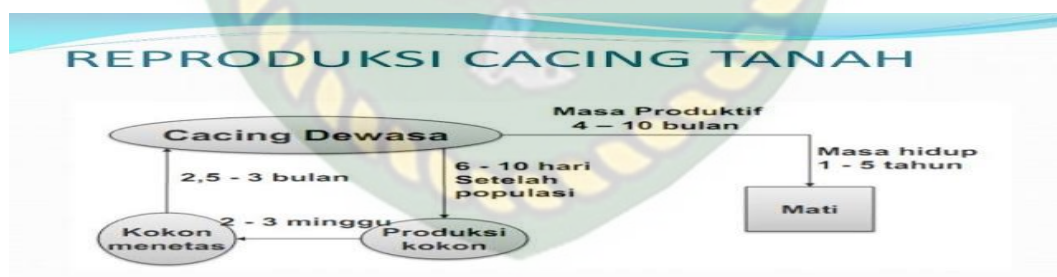 REPRODUKSI CACING TANAH
Masa Produktif
4 – 10 bulan
Cacing Dewasa
Masa hidup
1 - 5 tahun
6 - 10 hari
Setelah
populasi
2,5 - 3 bulan
Mati
2 - 3 minggu
Kokon
menetas
Produksi
kokon